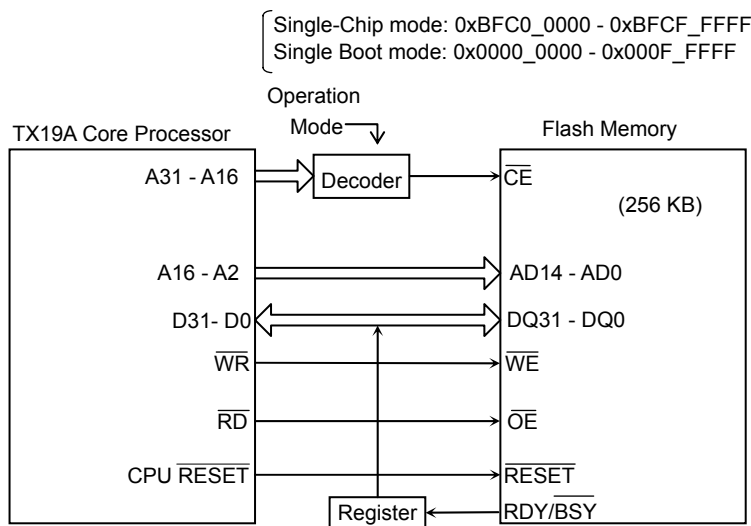 Single-Chip mode: 0xBFC0_0000 - 0xBFCF_FFFF
Single Boot mode: 0x0000_0000 - 0x000F_FFFF
Operation
Mode
TX19A Core Processor
Flash Memory
A31 - A16
Decoder
CE
(256 KB)
A16 - A2
AD14 - AD0
D31- D0
DQ31 - DQ0
WR
WE
RD
OE
CPU RESET
RESET
Register
RDY/BSY